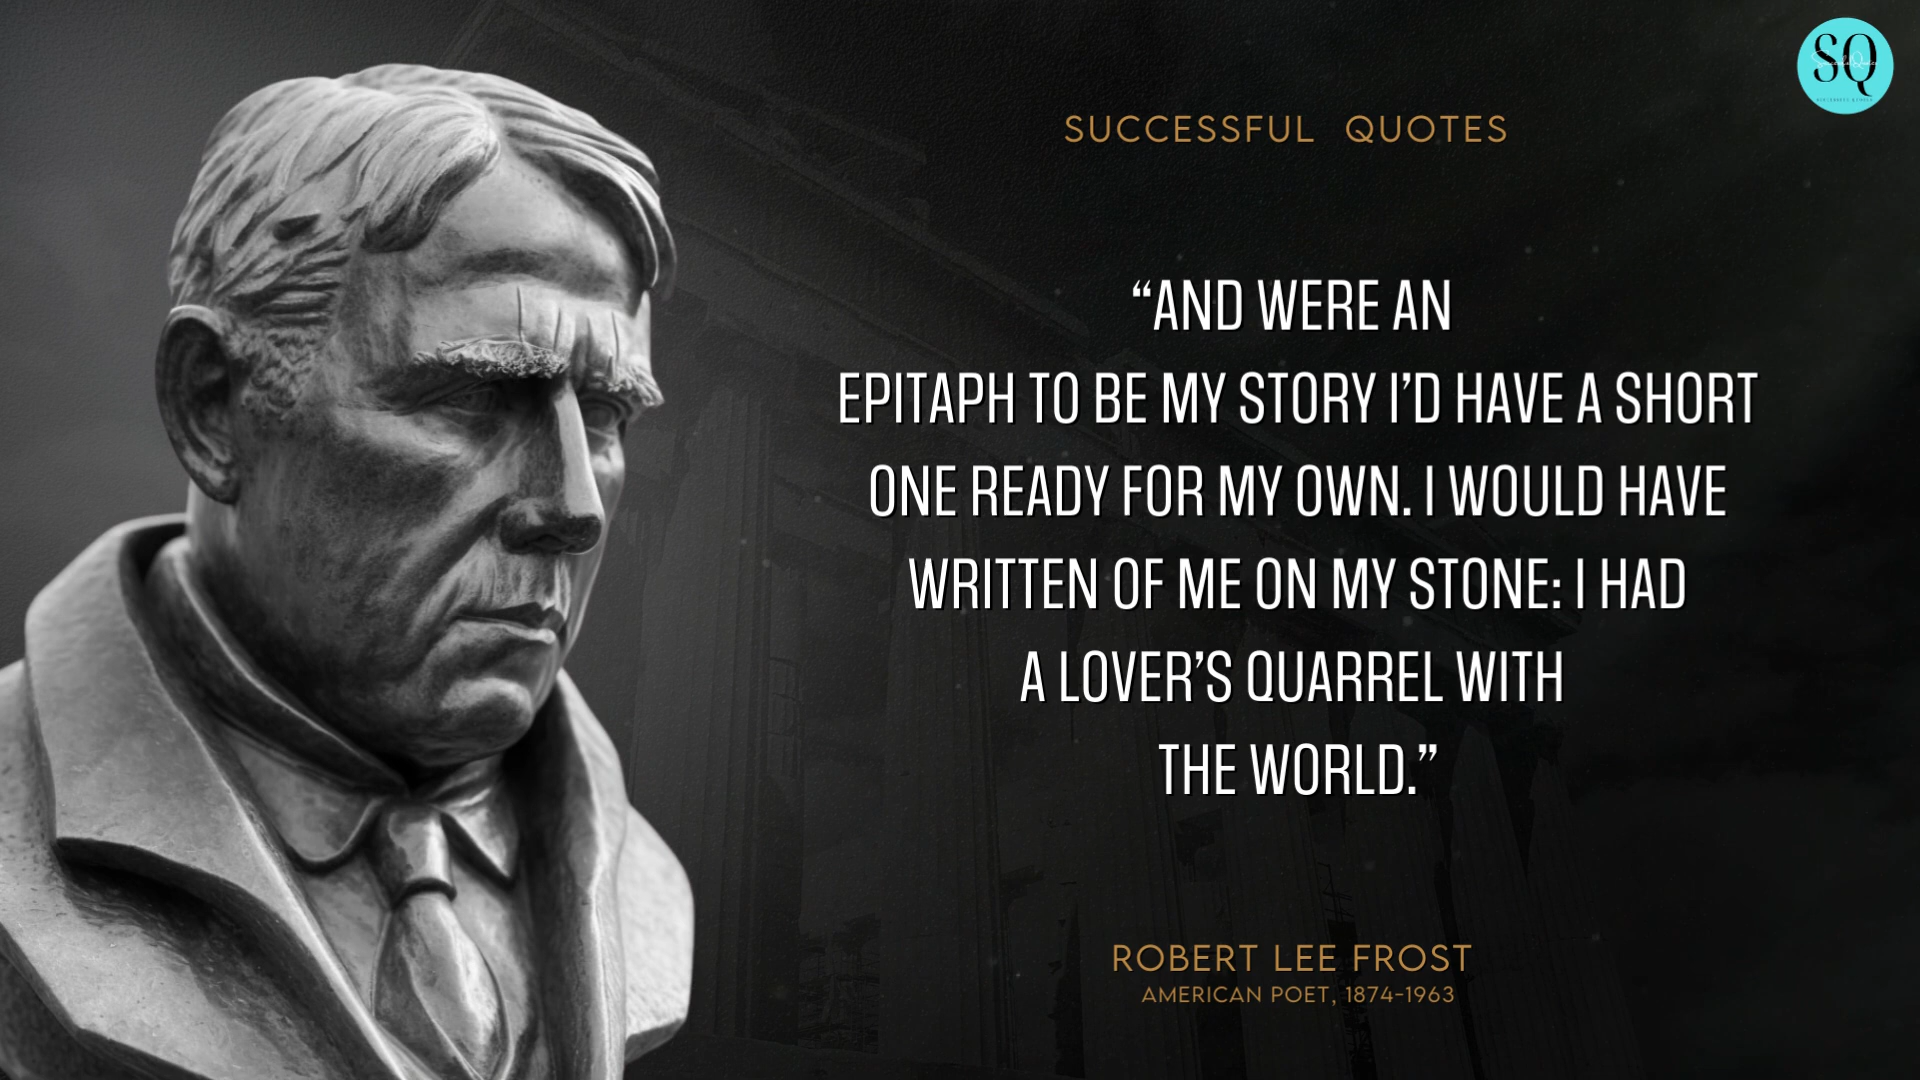 SQ
SUCCESSFUL QUOTES
“AND WERE AN
EPITAPH TO BE MY STORY I’D HAVE A SHORT
ONE READY FOR MY OWN. I WOULD HAVE
WRITTEN OF ME ON MY STONE: I HAD
A LOVER’S QUARREL WITH
THE WORLD.”
ROBERT LEE FROST
AMERICAN POET, 1874-1963